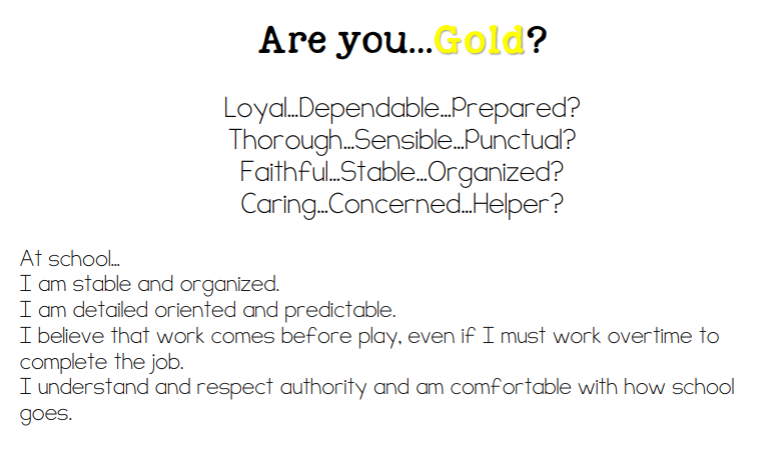 Are you...Gold?
Loyal...Dependable...Prepared?
Thorough...Sensible...Punctual?
Faithful...Stable...Organized?
Caring...Concerned...Helper?
At school...
I am stable and organized.
I am detailed oriented and predictable.
I believe that work comes before play, even if I must work overtime to
complete the job.
I understand and respect authority and am comfortable with how school
goes.